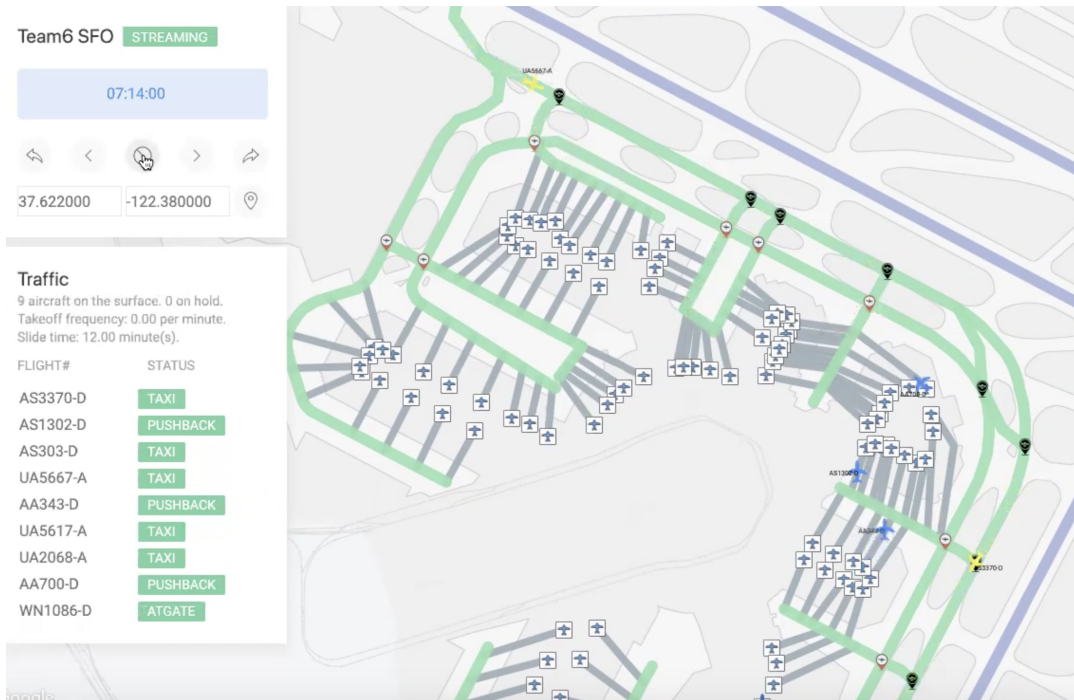 Team6 SFO STREAMING
07:14:00
37.622000 -122.380000
Traffic
9 aircraft on the surface. 0 on hold.
Takeoff frequency: 0.00 per minute.
Slide time: 12.00 minute(s).
FLIGHT# STATUS
AS3370-D TAXI
AS1302-D PUSHBACK
AS303-D TAXI
UA5667-A TAXI
AA343-D PUSHBACK
UA5617-A TAXI
UA2068-A TAXI
AA700-D PUSHBACK
WN1086-D ATGATE
UA5667-A
AS1302-D